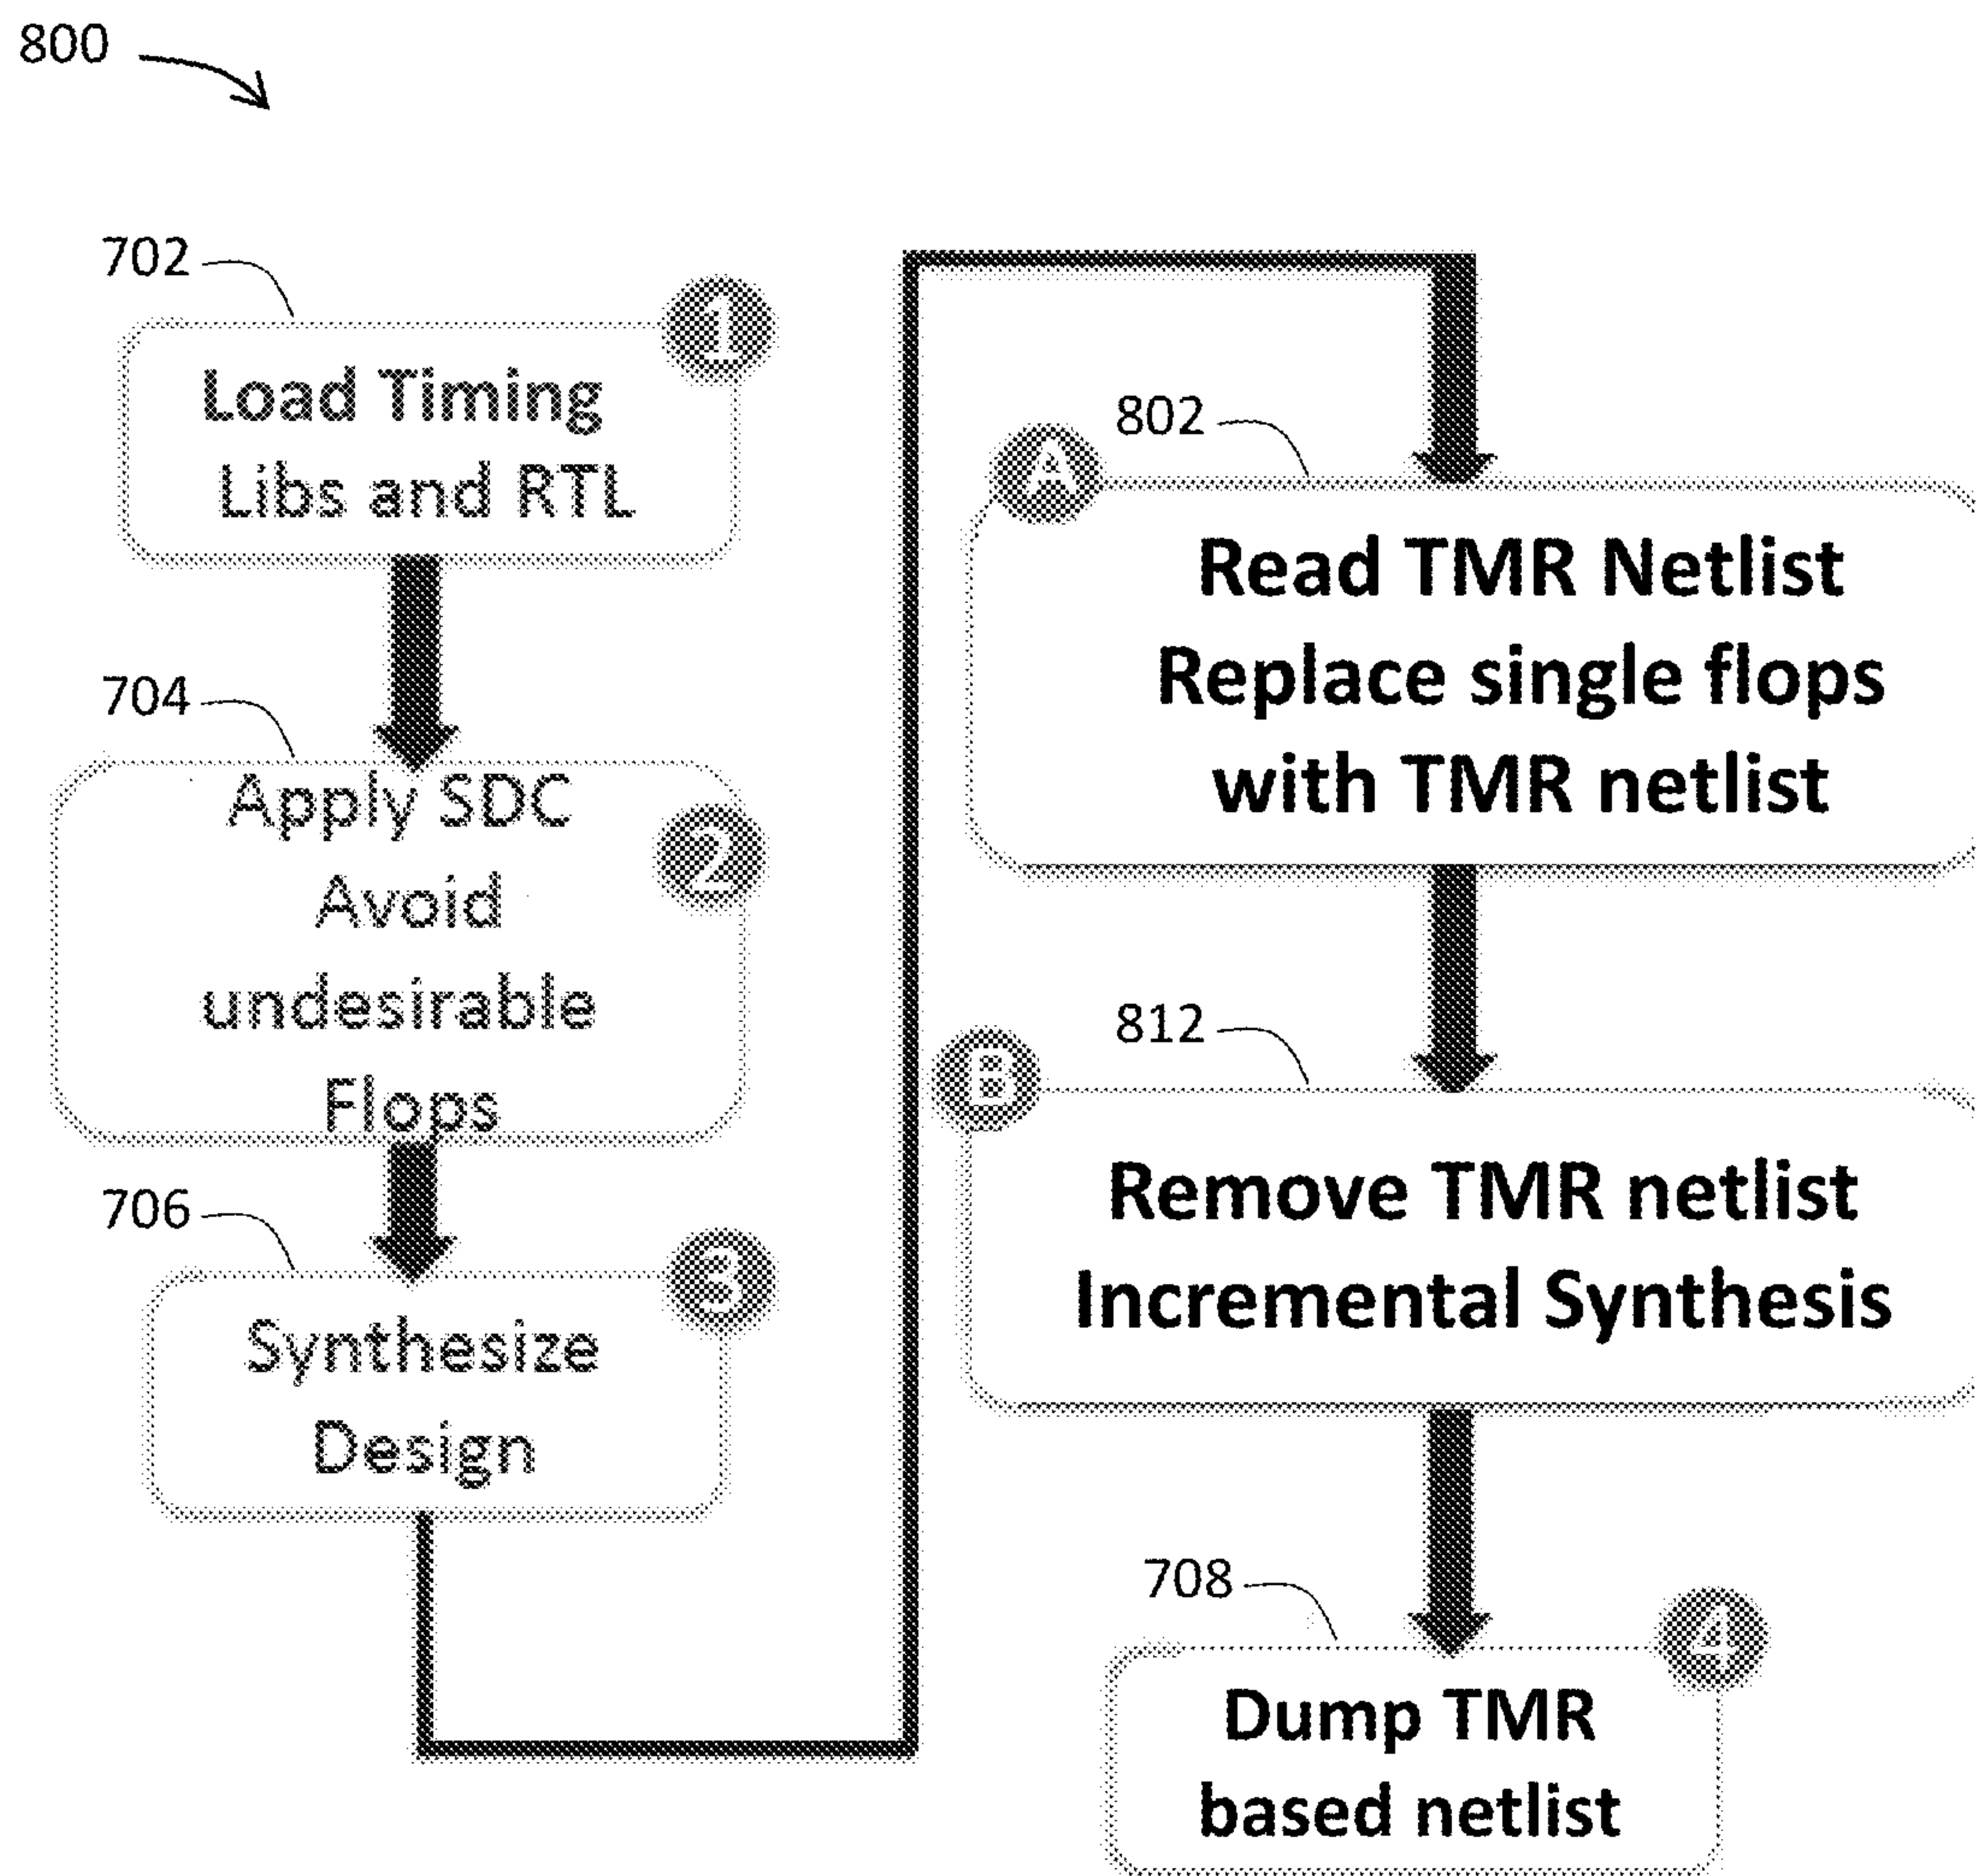 800
702
1
Load Timing
Libs and RTL
704
2
Apply SDC
Avoid
undesirable
Flops
706
3
Synthesize
Design
802
A
Read TMR Netlist
Replace single flops
with TMR netlist
812
B
Remove TMR netlist
Incremental Synthesis
708
4
Dump TMR
based netlist